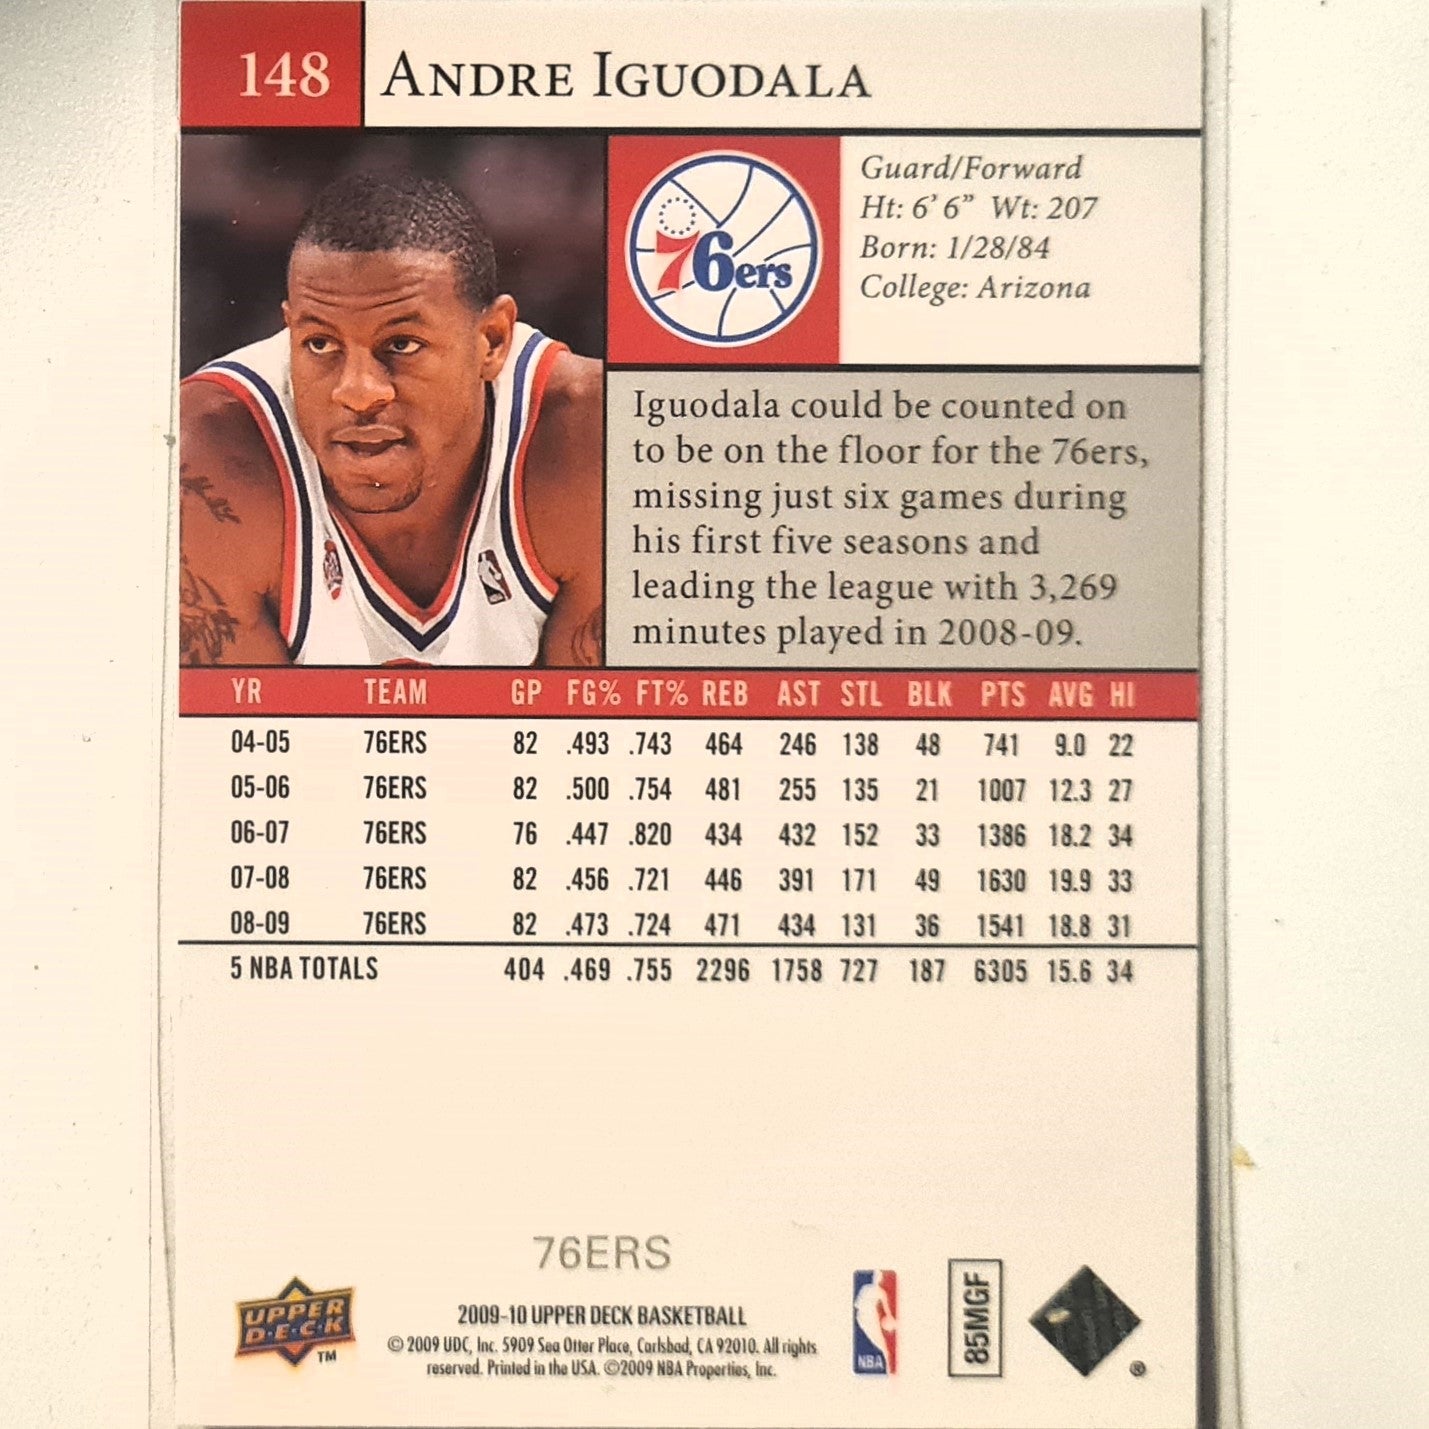 148 ANDRE IGUODALA
76ers
Guard/Forward
Ht: 6' 6" Wt: 207
Born: 1/28/84
College: Arizona
Iguodala could be counted on
to be on the floor for the 76ers,
missing just six games during
his first five seasons and
leading the league with 3,269
minutes played in 2008-09.
YR TEAM GP FG% FT% REB AST STL BLK PTS AVG HI
04-05 76ERS 82 .493 .743 464 246 138 48 741 9.0 22
05-06 76ERS 82 .500 .754 481 255 135 21 1007 12.3 27
06-07 76ERS 76 .447 .820 434 432 152 33 1386 18.2 34
07-08 76ERS 82 .456 .721 446 391 171 49 1630 19.9 33
08-09 76ERS 82 .473 .724 471 434 131 36 1541 18.8 31
5 NBA TOTALS 404 .469 .755 2296 1758 727 187 6305 15.6 34
76ERS
UPPER
D·E·C·K
TM
2009-10 UPPER DECK BASKETBALL
© 2009 UDC, Inc. 5909 Sea Otter Place, Carlsbad, CA 92010. All rights
reserved. Printed in the USA. ©2009 NBA Properties, Inc.
NBA
85MGF
®